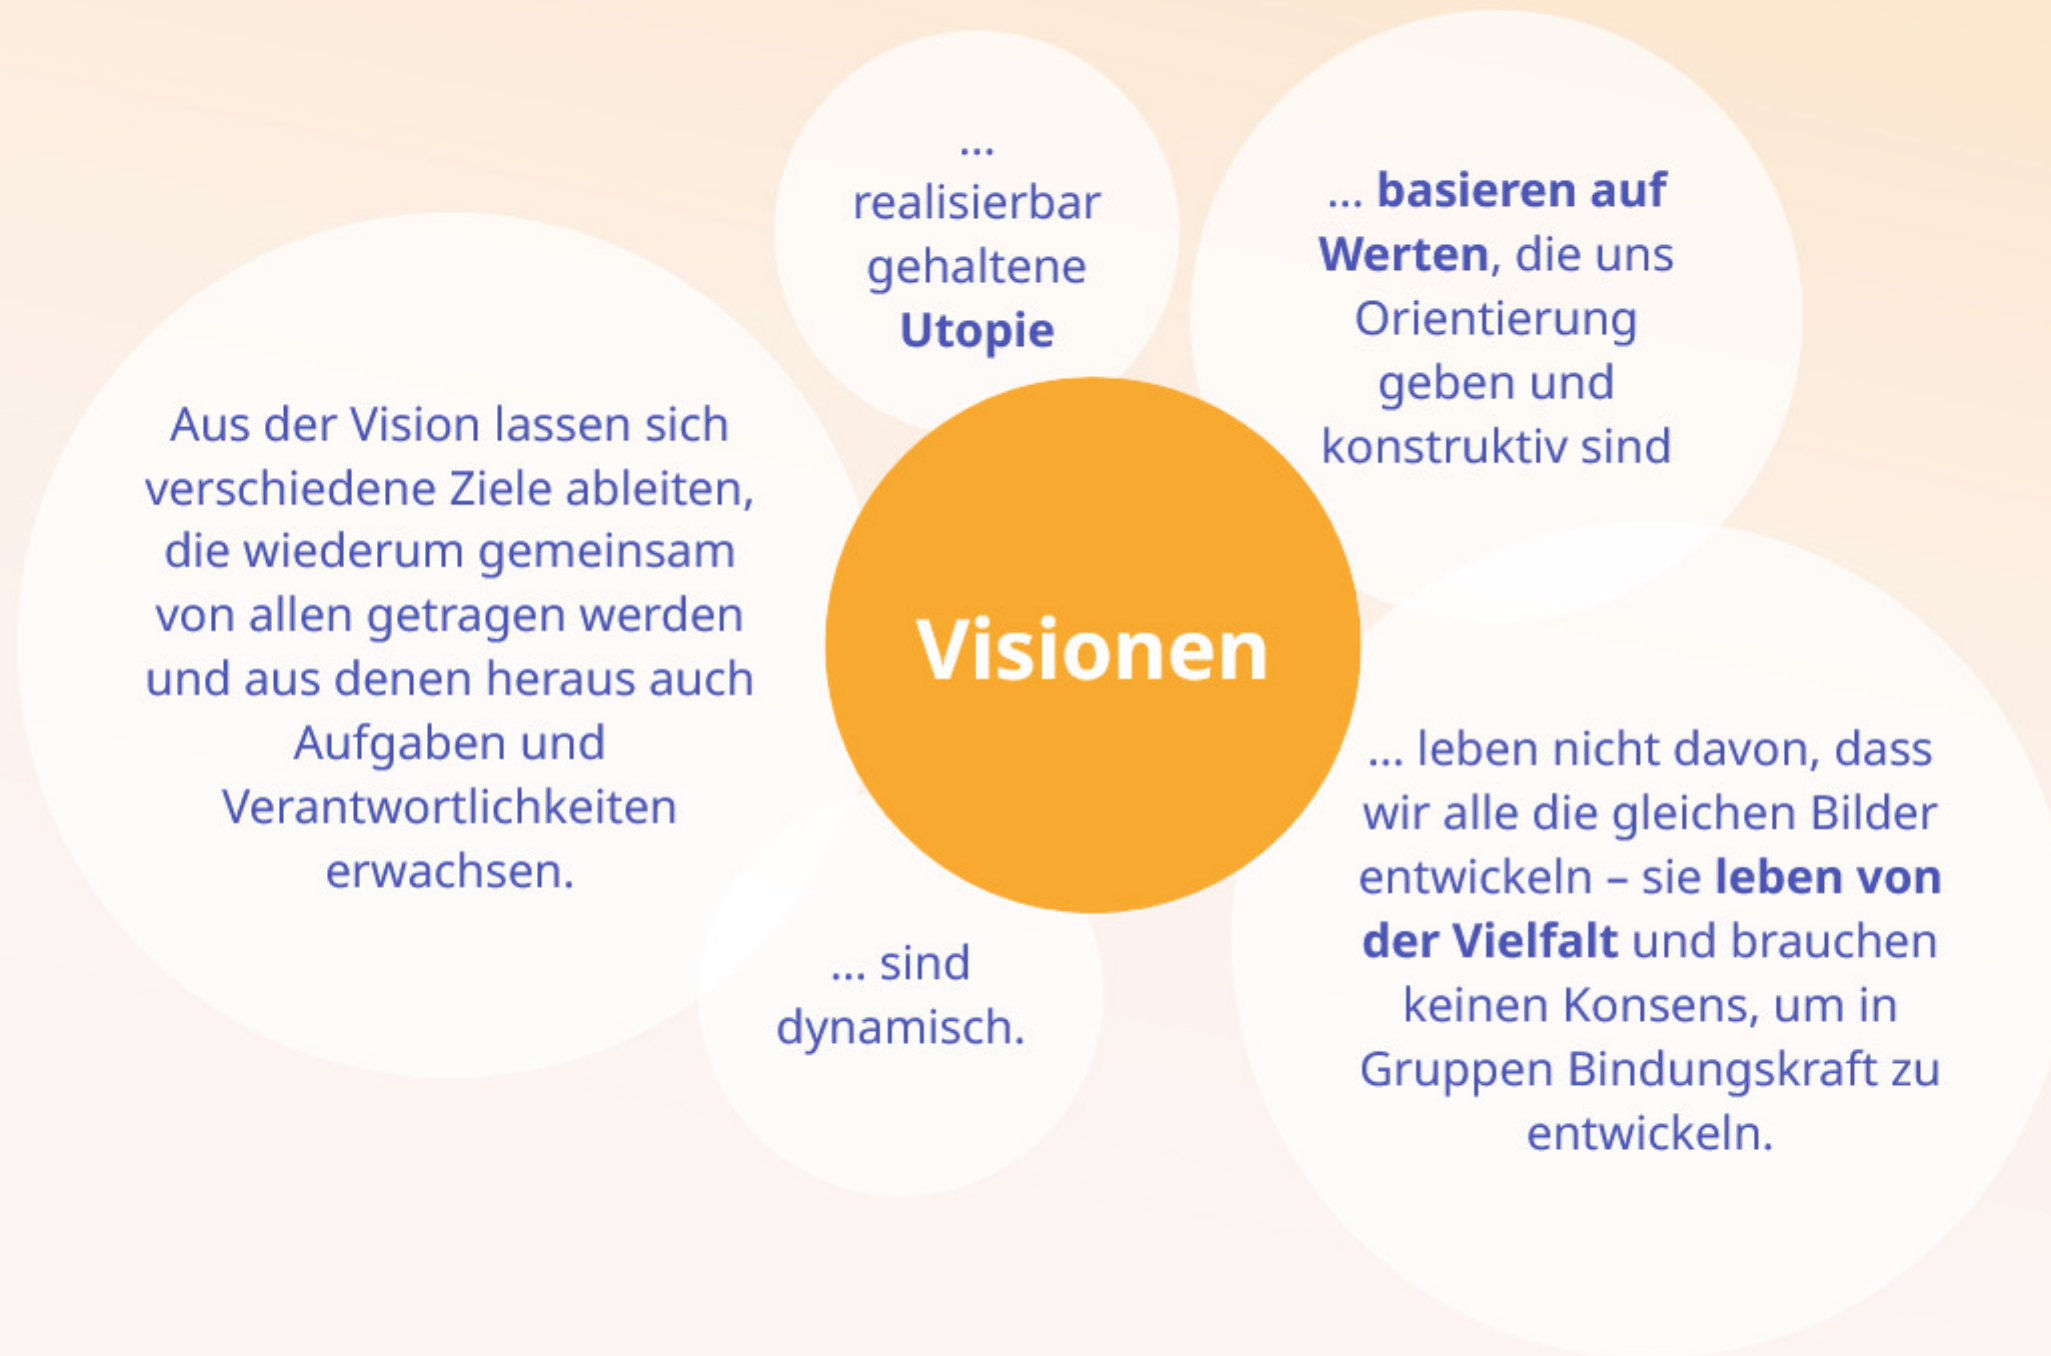 ...
realisierbar
gehaltene
Utopie
... basieren auf
Werten, die uns
Orientierung
geben und
konstruktiv sind
Aus der Vision lassen sich
verschiedene Ziele ableiten,
die wiederum gemeinsam
von allen getragen werden
und aus denen heraus auch
Aufgaben und
Verantwortlichkeiten
erwachsen.
Visionen
... leben nicht davon, dass
wir alle die gleichen Bilder
entwickeln – sie leben von
der Vielfalt und brauchen
keinen Konsens, um in
Gruppen Bindungskraft zu
entwickeln.
... sind
dynamisch.